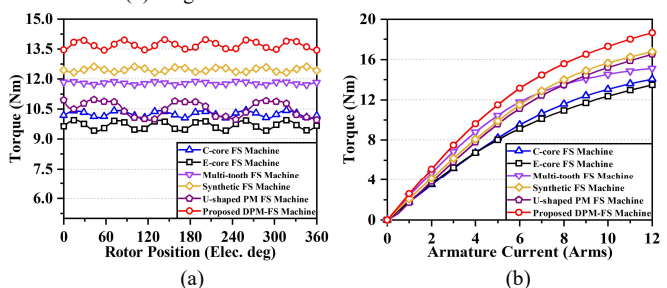 15.0
13.5
12.0
10.5
9.0
7.5
6.0
Torque (Nm)
C-core FS Machine
E-core FS Machine
Multi-tooth FS Machine
Synthetic FS Machine
U-shaped PM FS Machine
Proposed DPM-FS Machine
0 60 120 180 240 300 360
Rotor Position (Elec. deg)
(a)
20
16
12
8
4
0
Torque (Nm)
C-core FS Machine
E-core FS Machine
Multi-tooth FS Machine
Synthetic FS Machine
U-shaped PM FS Machine
Proposed DPM-FS Machine
0 2 4 6 8 10 12
Armature Current (Arms)
(b)